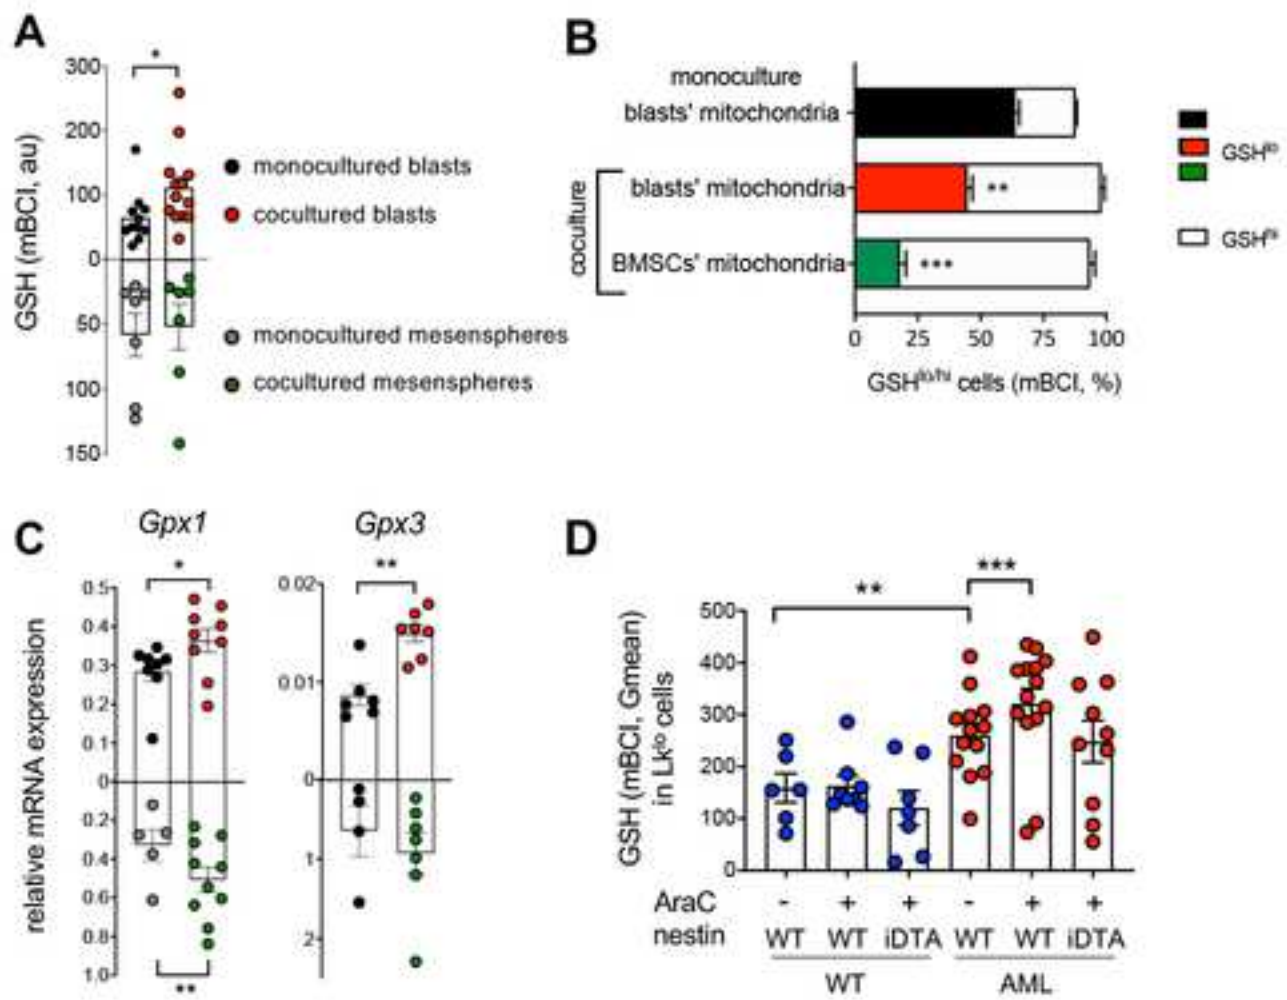 A
*
300
200
100
0
50
100
150
GSH (mBCI, au)
monocultured blasts
cocultured blasts
monocultured mesenspheres
cocultured mesenspheres
B
monoculture
blasts' mitochondria
blasts' mitochondria **
BMSCs' mitochondria ***
coculture
GSHlo
GSHhi
0 25 50 75 100
GSHlo/hi cells (mBCI, %)
C
Gpx1
*
0.5
0.4
0.3
0.2
0.1
0
0.2
0.4
0.6
0.8
1.0
**
relative mRNA expression
Gpx3
**
0.02
0.01
0
1
2
D
**
***
500
400
300
200
100
0
GSH (mBCI, Gmean)
in Lklo cells
AraC - + + - + +
nestin WT WT iDTA WT WT iDTA
WT AML